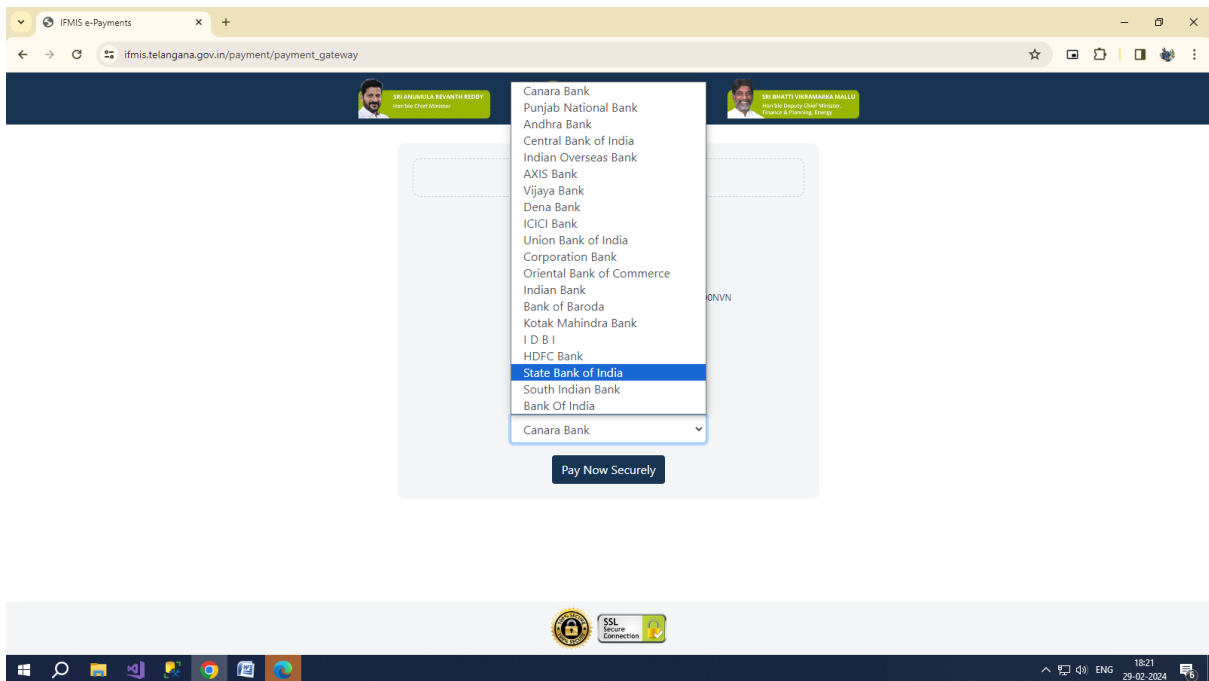 IFMIS e-Payments
ifmis.telangana.gov.in/payment/payment_gateway
SRI ANUMULA REVANTH REDDY
Hon'ble Chief Minister
SRI BHATTI VIKRAMARKA MALLU
Hon'ble Deputy Chief Minister,
Finance & Planning, Energy
Canara Bank
Punjab National Bank
Andhra Bank
Central Bank of India
Indian Overseas Bank
AXIS Bank
Vijaya Bank
Dena Bank
ICICI Bank
Union Bank of India
Corporation Bank
Oriental Bank of Commerce
Indian Bank
Bank of Baroda
Kotak Mahindra Bank
I D B I
HDFC Bank
State Bank of India
South Indian Bank
Bank Of India
Canara Bank
Pay Now Securely
SSL
Secure
Connection
ENG
18:21
29-02-2024